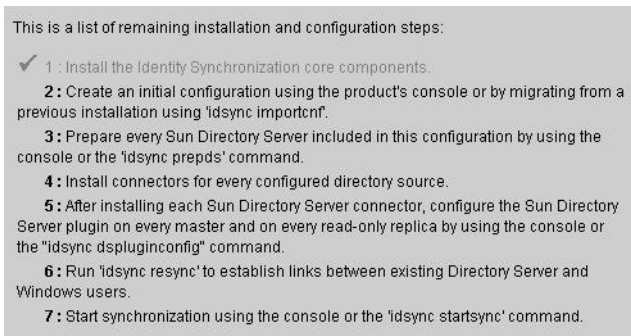 This is a list of remaining installation and configuration steps:
✓ 1 : Install the Identity Synchronization core components.
2 : Create an initial configuration using the product's console or by migrating from a
previous installation using 'idsync importcnf'.
3 : Prepare every Sun Directory Server included in this configuration by using the
console or the 'idsync prepds' command.
4 : Install connectors for every configured directory source.
5 : After installing each Sun Directory Server connector, configure the Sun Directory
Server plugin on every master and on every read-only replica by using the console or
the "idsync dspluginconfig" command.
6 : Run 'idsync resync' to establish links between existing Directory Server and
Windows users.
7 : Start synchronization using the console or the 'idsync startsync' command.